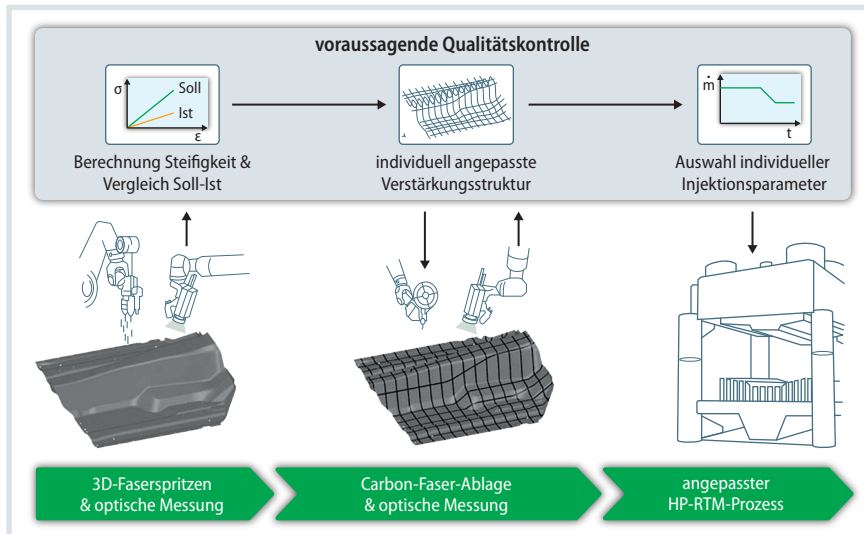 voraussagende Qualitätskontrolle
σ
Soll
Ist
ε
ṁ
t
Berechnung Steifigkeit &
Vergleich Soll-Ist
individuell angepasste
Verstärkungsstruktur
Auswahl individueller
Injektionsparameter
3D-Faserspritzen
& optische Messung
Carbon-Faser-Ablage
& optische Messung
angepasster
HP-RTM-Prozess